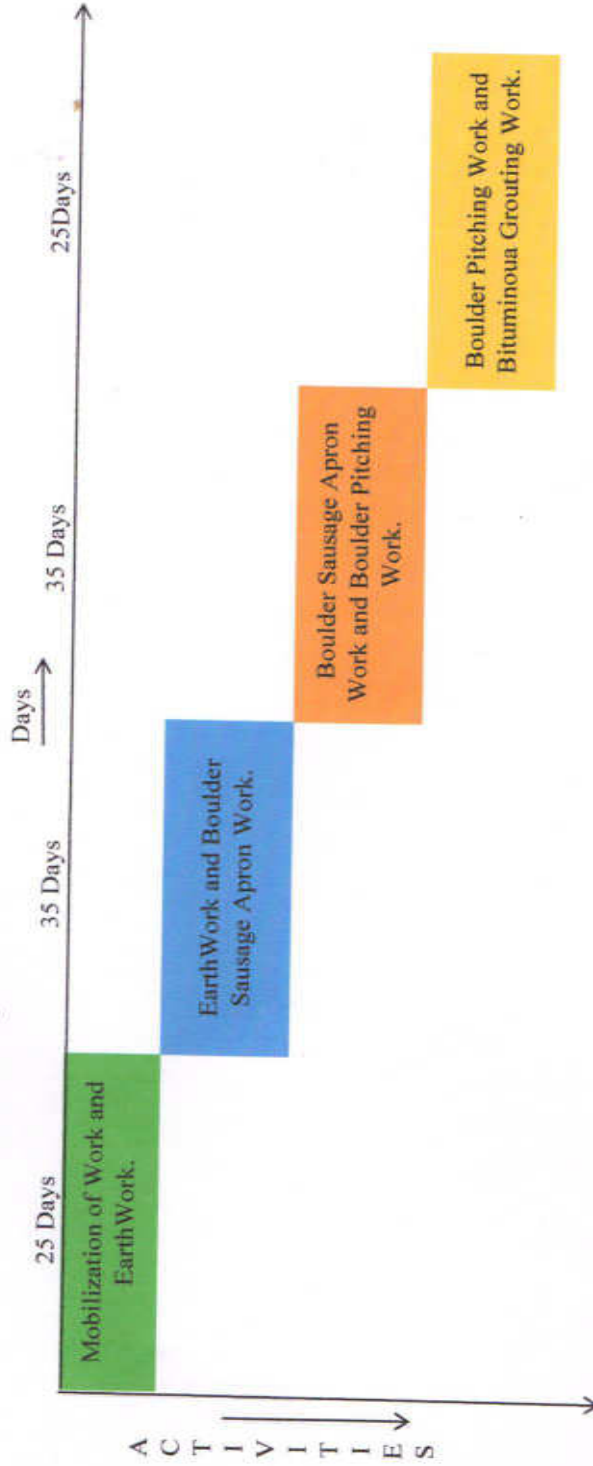 Days
25 Days
35 Days
35 Days
25Days
A
C
T
I
V
I
T
I
E
S
Mobilization of Work and
EarthWork.
EarthWork and Boulder
Sausage Apron Work.
Boulder Sausage Apron
Work and Boulder Pitching
Work.
Boulder Pitching Work and
Bituminoua Grouting Work.